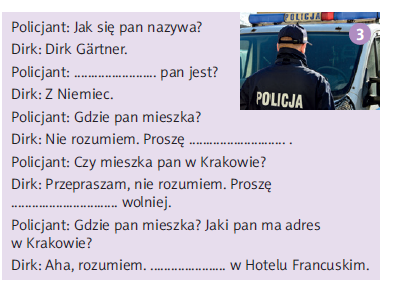 Policjant: Jak się pan nazywa?
Dirk: Dirk Gärtner.
Policjant: ......................... pan jest?
Dirk: Z Niemiec.
Policjant: Gdzie pan mieszka?
Dirk: Nie rozumiem. Proszę ............................. .
Policjant: Czy mieszka pan w Krakowie?
Dirk: Przepraszam, nie rozumiem. Proszę
................................ wolniej.
Policjant: Gdzie pan mieszka? Jaki pan ma adres
w Krakowie?
Dirk: Aha, rozumiem. ....................... w Hotelu Francuskim.
POLICJA
3
POLICJA